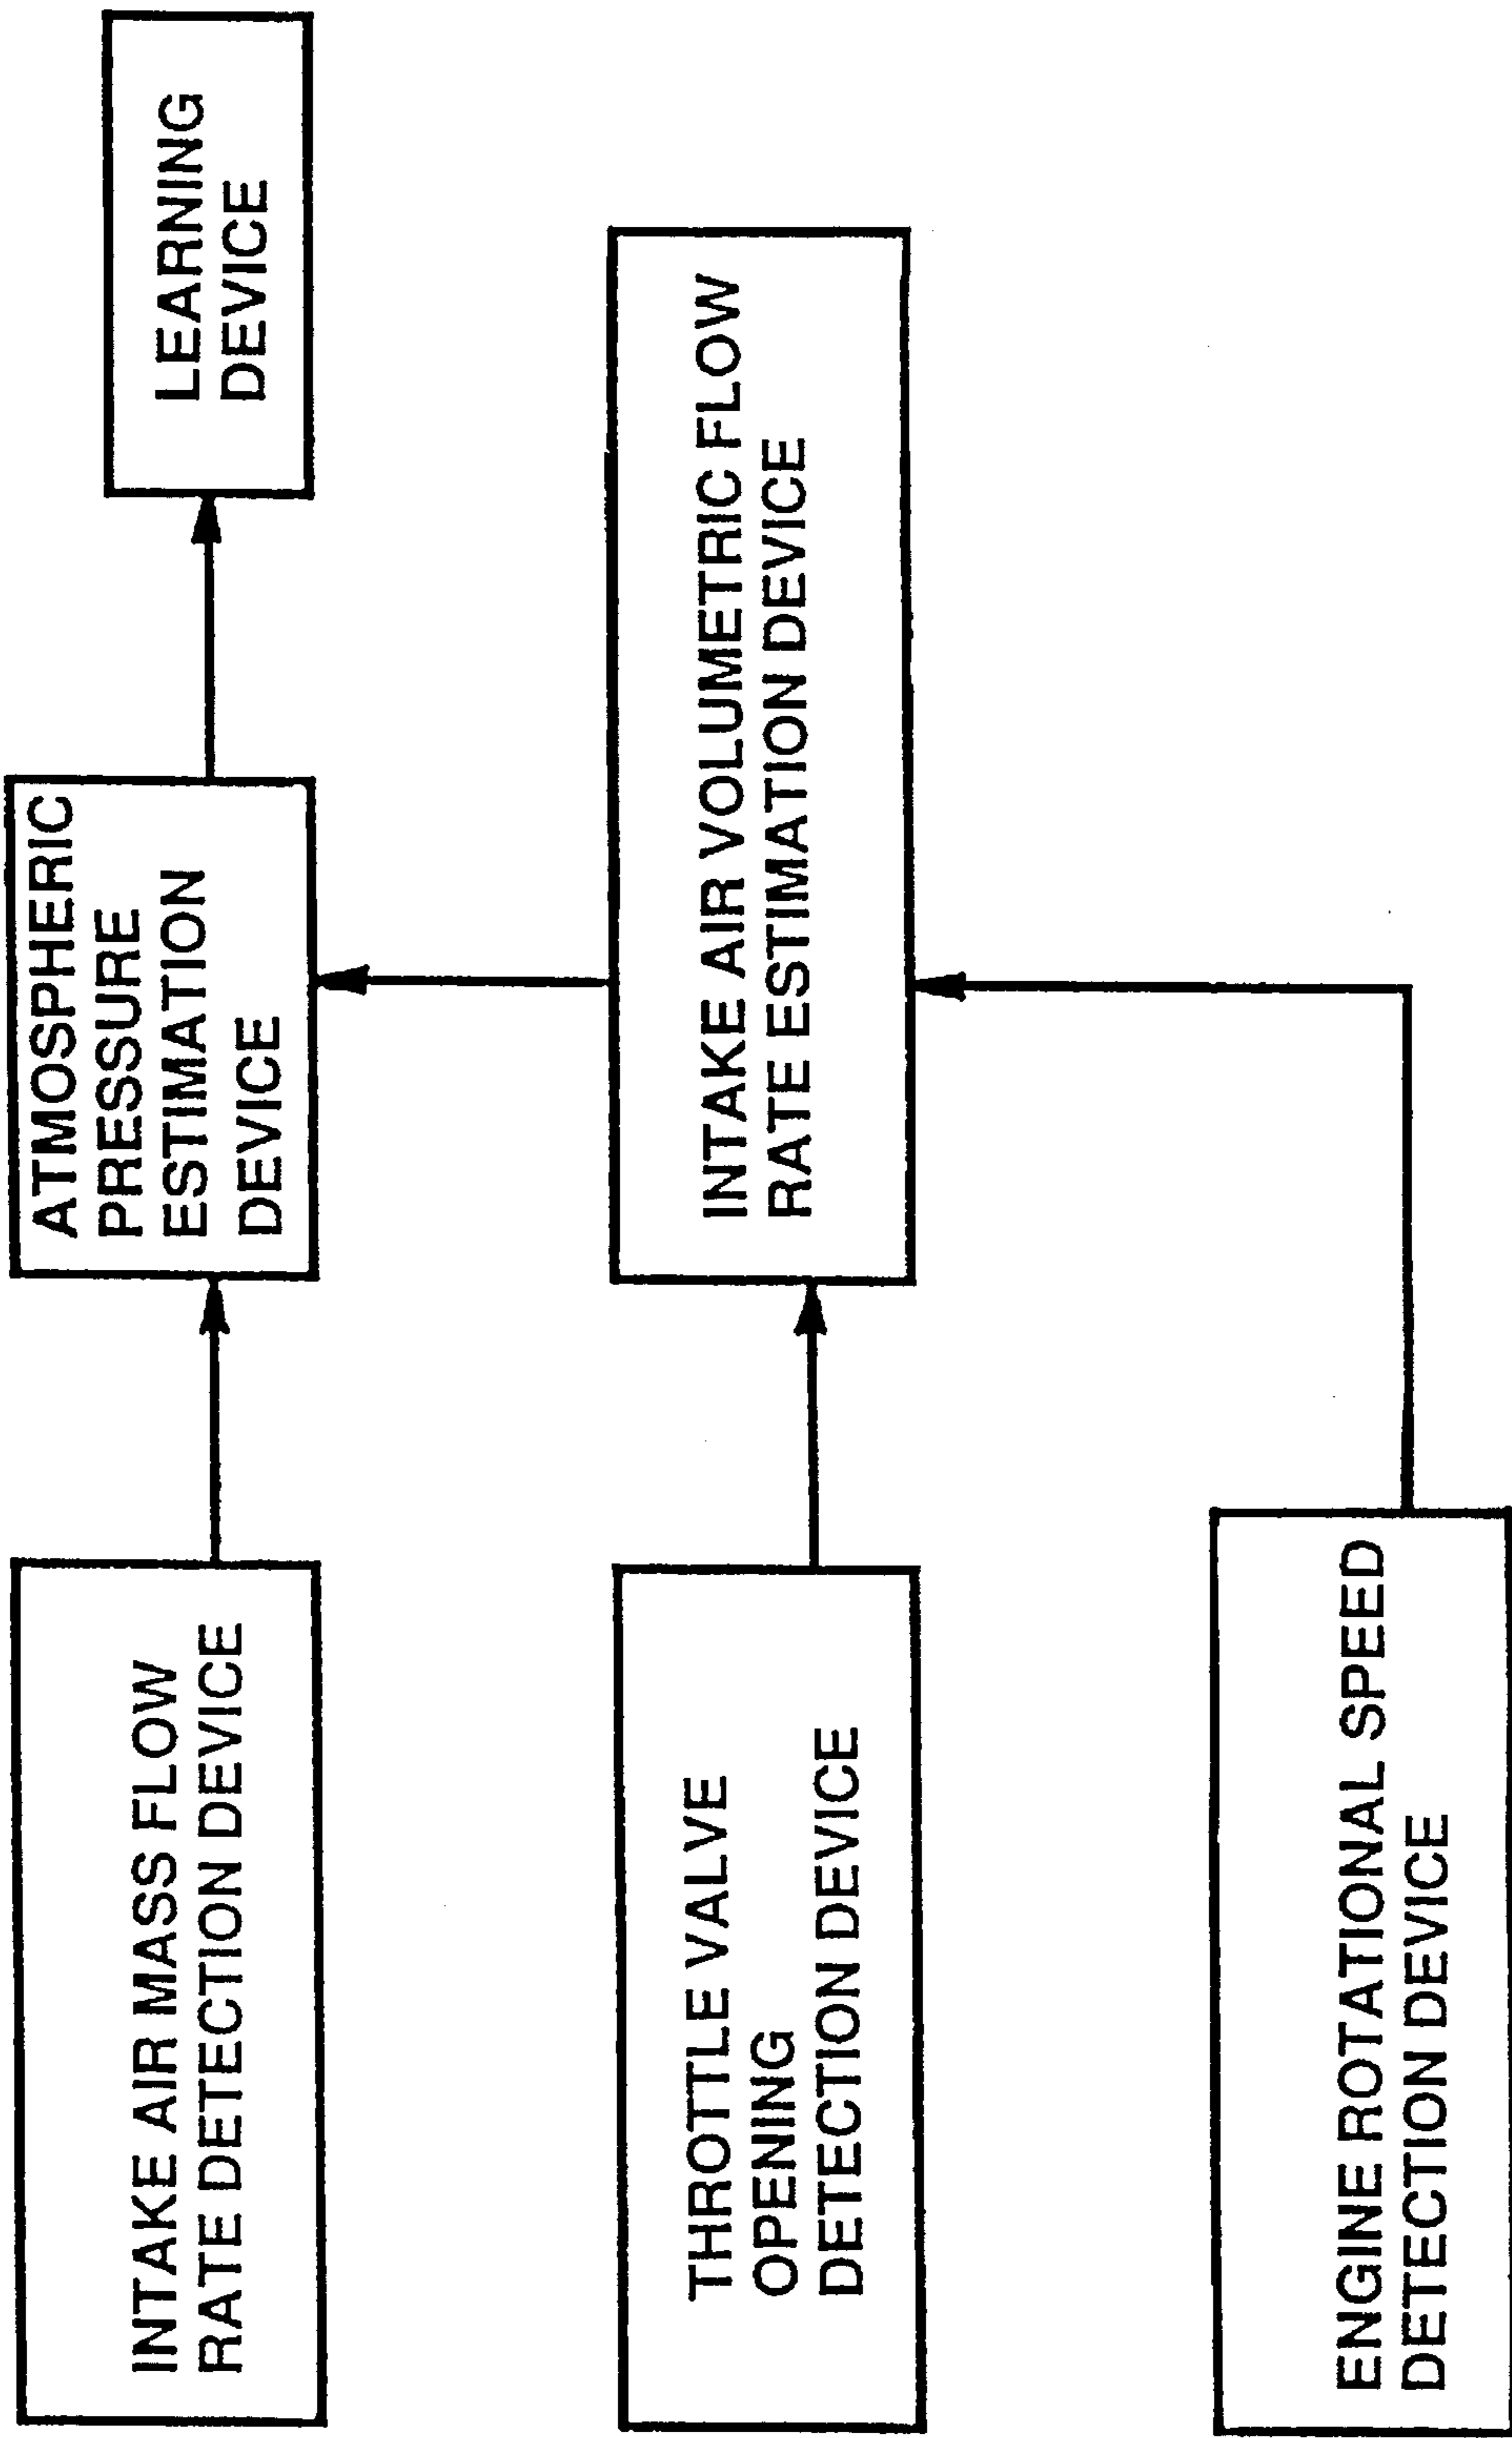 INTAKE AIR MASS FLOW
RATE DETECTION DEVICE
ATMOSPHERIC
PRESSURE
ESTIMATION
DEVICE
LEARNING
DEVICE
THROTTLE VALVE
OPENING
DETECTION DEVICE
INTAKE AIR VOLUMETRIC FLOW
RATE ESTIMATION DEVICE
ENGINE ROTATIONAL SPEED
DETECTION DEVICE